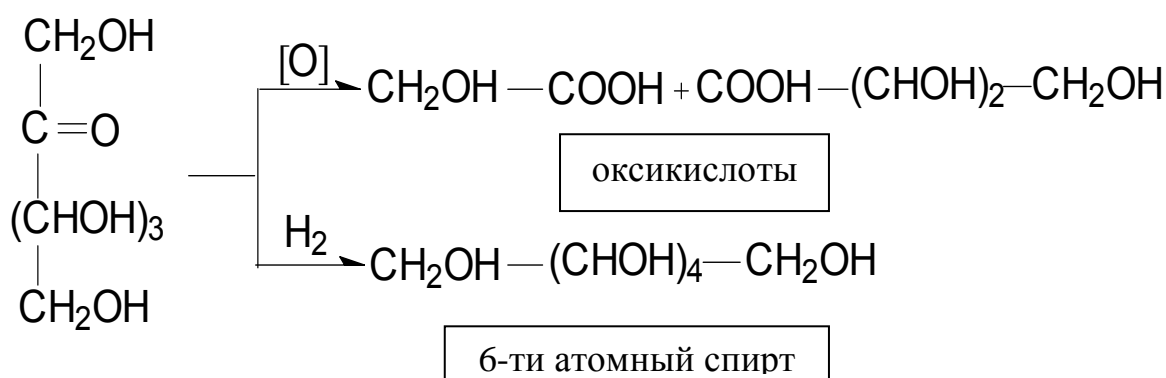 CH₂OH
C=O
(CHOH)₃
CH₂OH
[O]
CH₂OH—COOH + COOH—(CHOH)₂—CH₂OH
оксикислоты
H₂
CH₂OH—(CHOH)₄—CH₂OH
6-ти атомный спирт